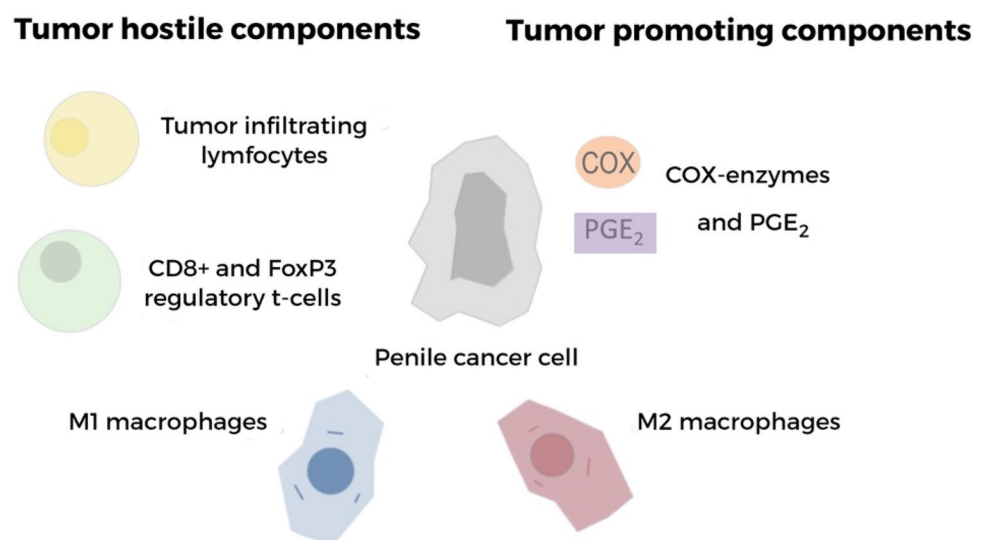 Tumor hostile components
Tumor promoting components
Tumor infiltrating
lymfocytes
COX
COX-enzymes
and PGE₂
PGE₂
CD8+ and FoxP3
regulatory t-cells
Penile cancer cell
M1 macrophages
M2 macrophages